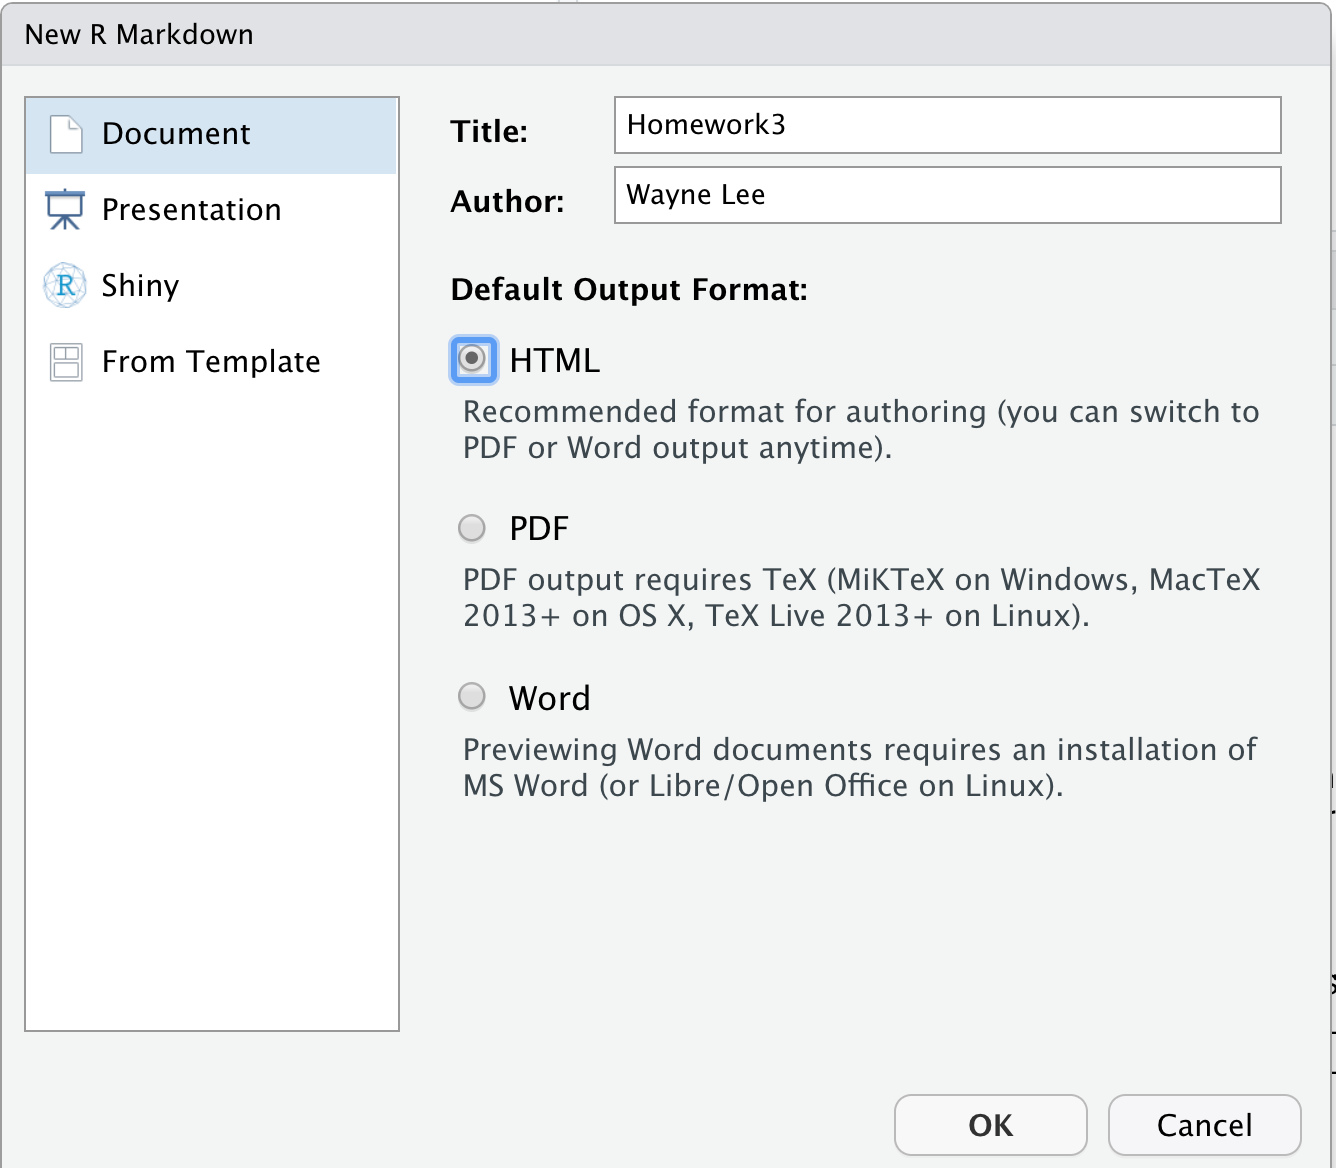 New R Markdown
Document
Presentation
Shiny
From Template
Title: Homework3
Author: Wayne Lee
Default Output Format:
HTML
Recommended format for authoring (you can switch to
PDF or Word output anytime).
PDF
PDF output requires TeX (MiKTeX on Windows, MacTeX
2013+ on OS X, TeX Live 2013+ on Linux).
Word
Previewing Word documents requires an installation of
MS Word (or Libre/Open Office on Linux).
OK Cancel